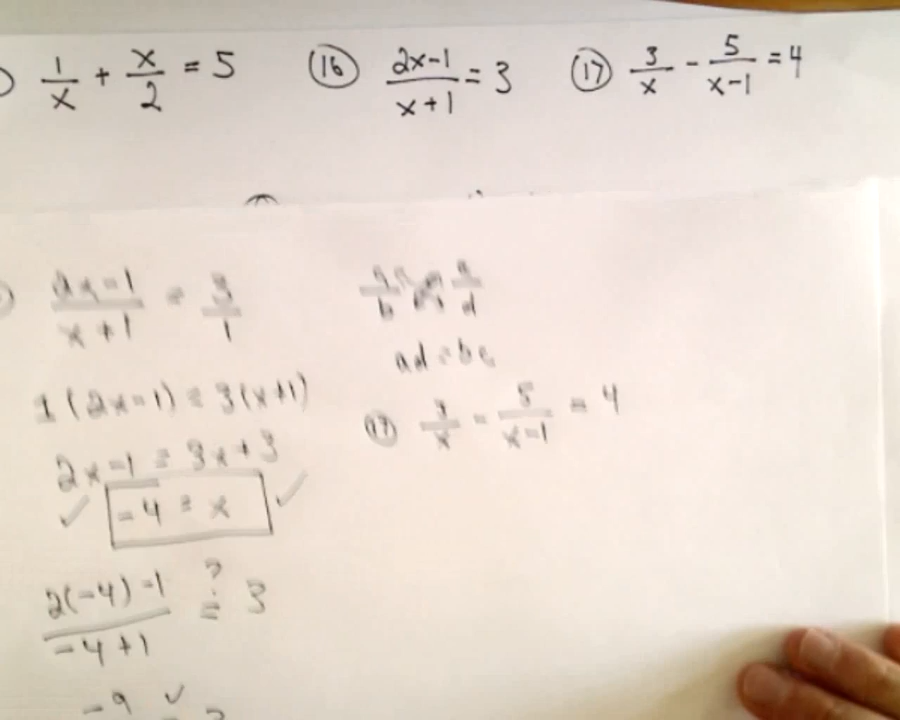 1/x + x/2 = 5
(16) (2x-1)/(x+1) = 3
(17) 3/x - 5/(x-1) = 4
(2x-1)/(x+1) = 3/1
a/b c/d
ad = bc
1(2x-1) = 3(x+1)
(17) 3/x - 5/(x-1) = 4
2x-1 = 3x+3
✓ -4 = x ✓
(2(-4)-1)/(-4+1) ?= 3
-9 ✓